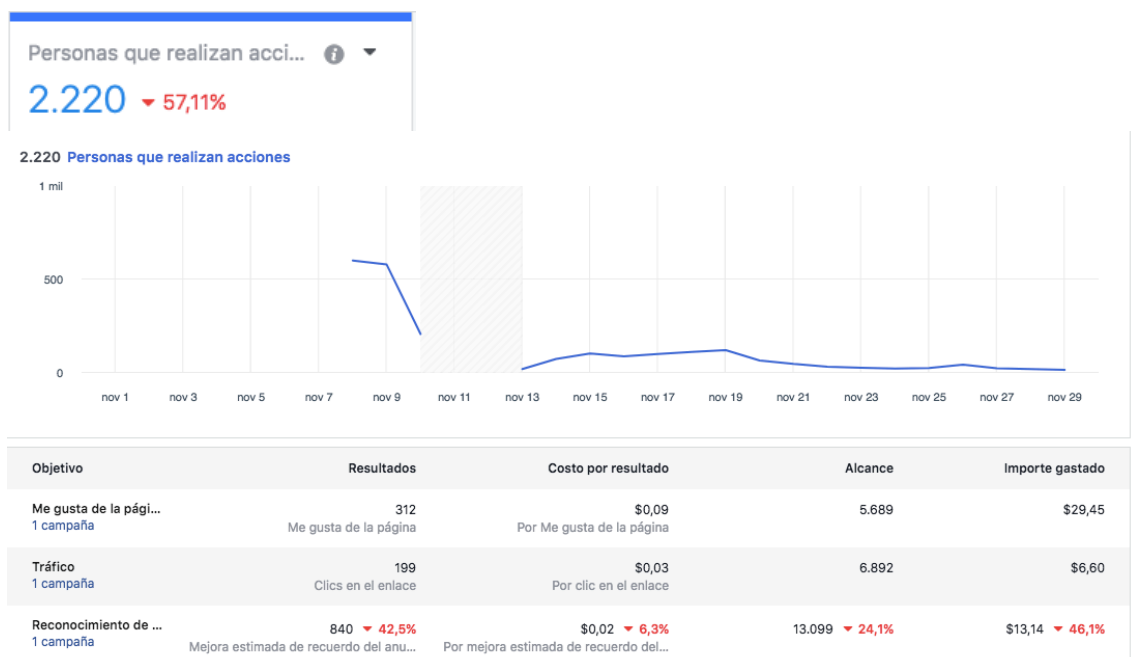 Personas que realizan acci...
2.220 57,11%
2.220 Personas que realizan acciones
1 mil
500
0
nov 1 nov 3 nov 5 nov 7 nov 9 nov 11 nov 13 nov 15 nov 17 nov 19 nov 21 nov 23 nov 25 nov 27 nov 29
Objetivo Resultados Costo por resultado Alcance Importe gastado
Me gusta de la pági... 312 $0,09 5.689 $29,45
1 campaña Me gusta de la página Por Me gusta de la página
Tráfico 199 $0,03 6.892 $6,60
1 campaña Clics en el enlace Por clic en el enlace
Reconocimiento de ... 840 42,5% $0,02 6,3% 13.099 24,1% $13,14 46,1%
1 campaña Mejora estimada de recuerdo del anu... Por mejora estimada de recuerdo del...